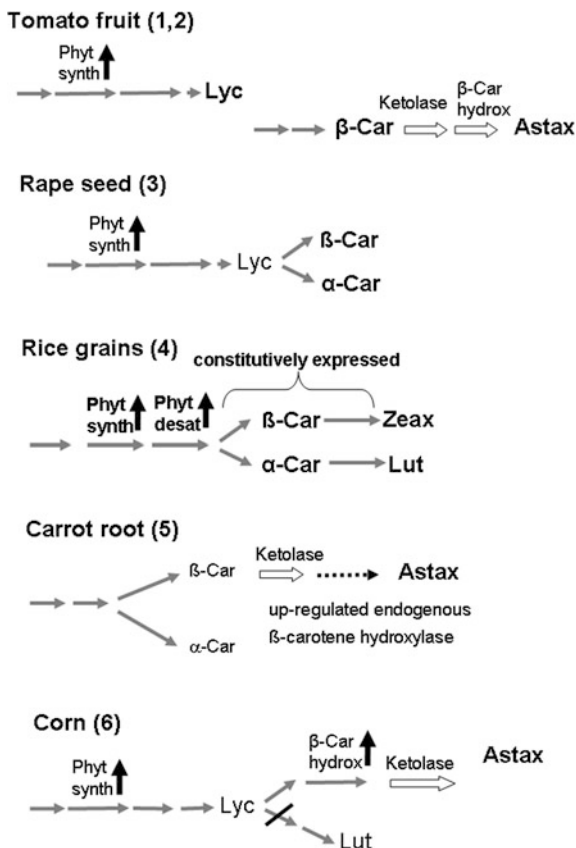 Tomato fruit (1,2)
Phyt
synth
Lyc
β-Car
Ketolase
β-Car
hydrox
Astax
Rape seed (3)
Phyt
synth
Lyc
ß-Car
α-Car
Rice grains (4)
constitutively expressed
Phyt
synth
Phyt
desat
ß-Car
Zeax
α-Car
Lut
Carrot root (5)
ß-Car
Ketolase
Astax
up-regulated endogenous
ß-carotene hydroxylase
α-Car
Corn (6)
Phyt
synth
Lyc
β-Car
hydrox
Ketolase
Astax
Lut